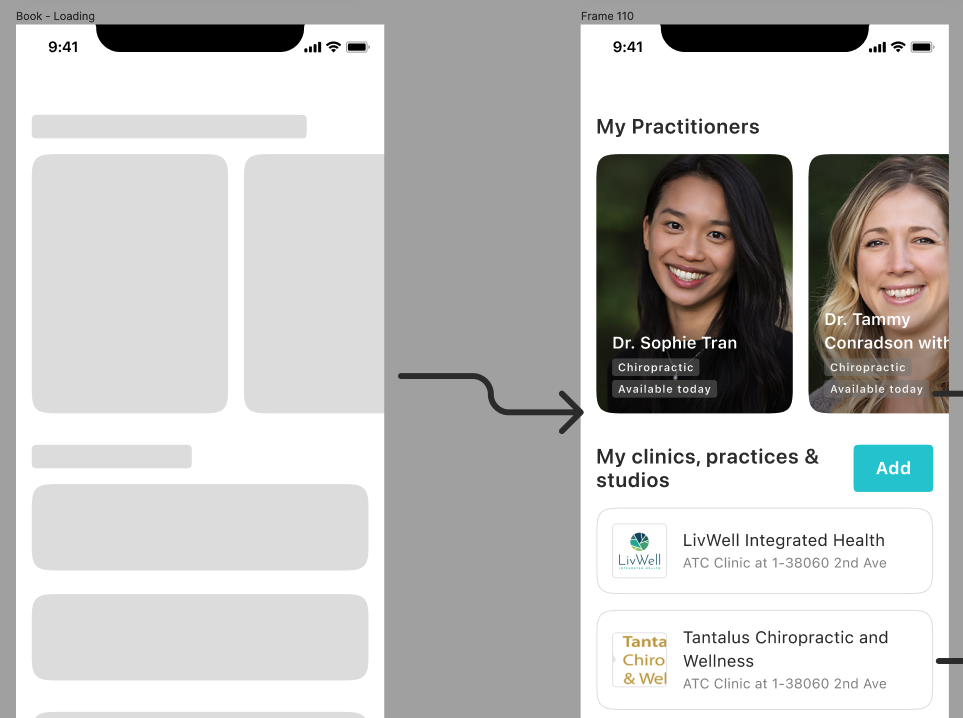 Book - Loading
9:41
Frame 110
9:41
My Practitioners
Dr. Sophie Tran
Chiropractic
Available today
Dr. Tammy
Conradson with
Chiropractic
Available today
My clinics, practices &
studios
Add
LivWell
INTEGRATED HEALTH
LivWell Integrated Health
ATC Clinic at 1-38060 2nd Ave
Tanta
Chiro
& Wel
Tantalus Chiropractic and
Wellness
ATC Clinic at 1-38060 2nd Ave